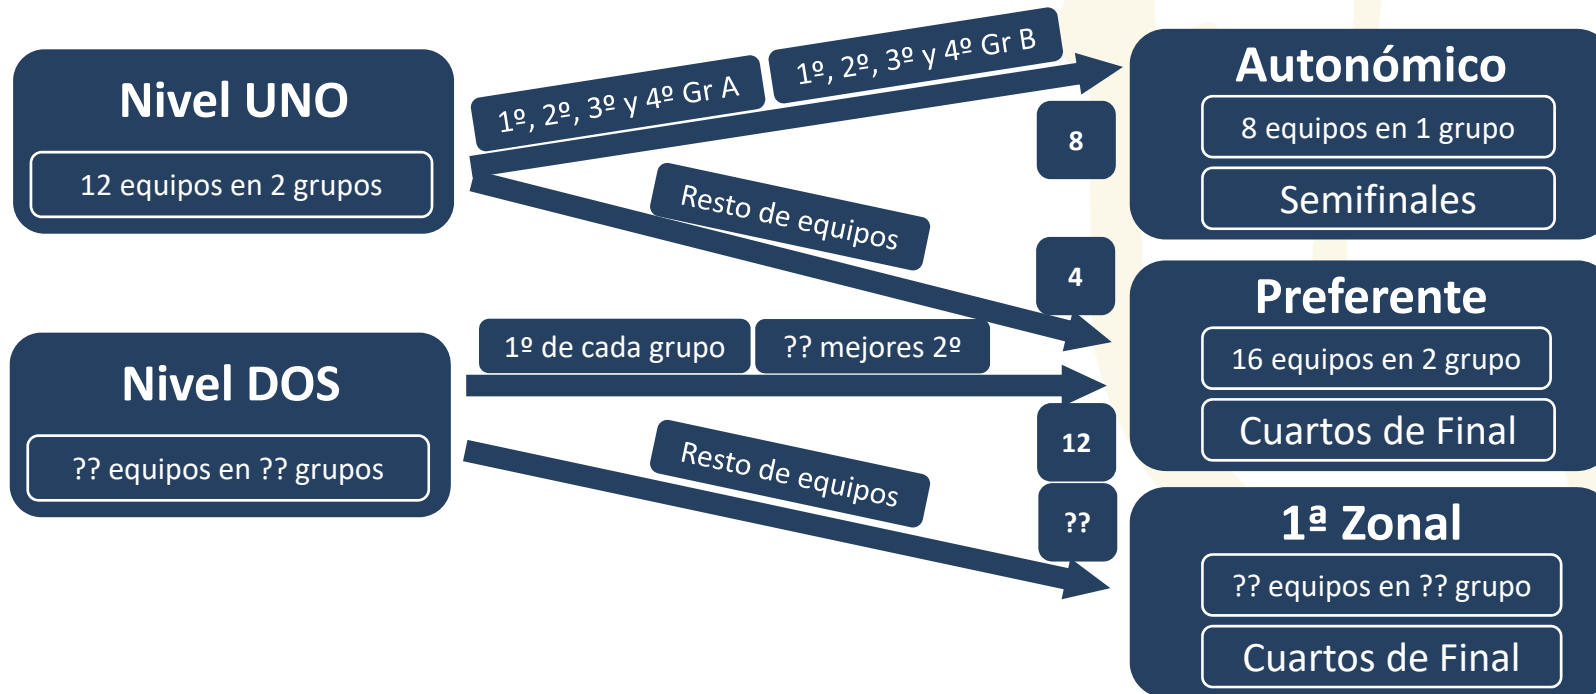 Nivel UNO
12 equipos en 2 grupos
1º, 2º, 3º y 4º Gr A
1º, 2º, 3º y 4º Gr B
8
Autonómico
8 equipos en 1 grupo
Semifinales
Resto de equipos
4
Preferente
16 equipos en 2 grupo
Cuartos de Final
Nivel DOS
?? equipos en ?? grupos
1º de cada grupo
?? mejores 2º
12
Resto de equipos
??
1ª Zonal
?? equipos en ?? grupo
Cuartos de Final